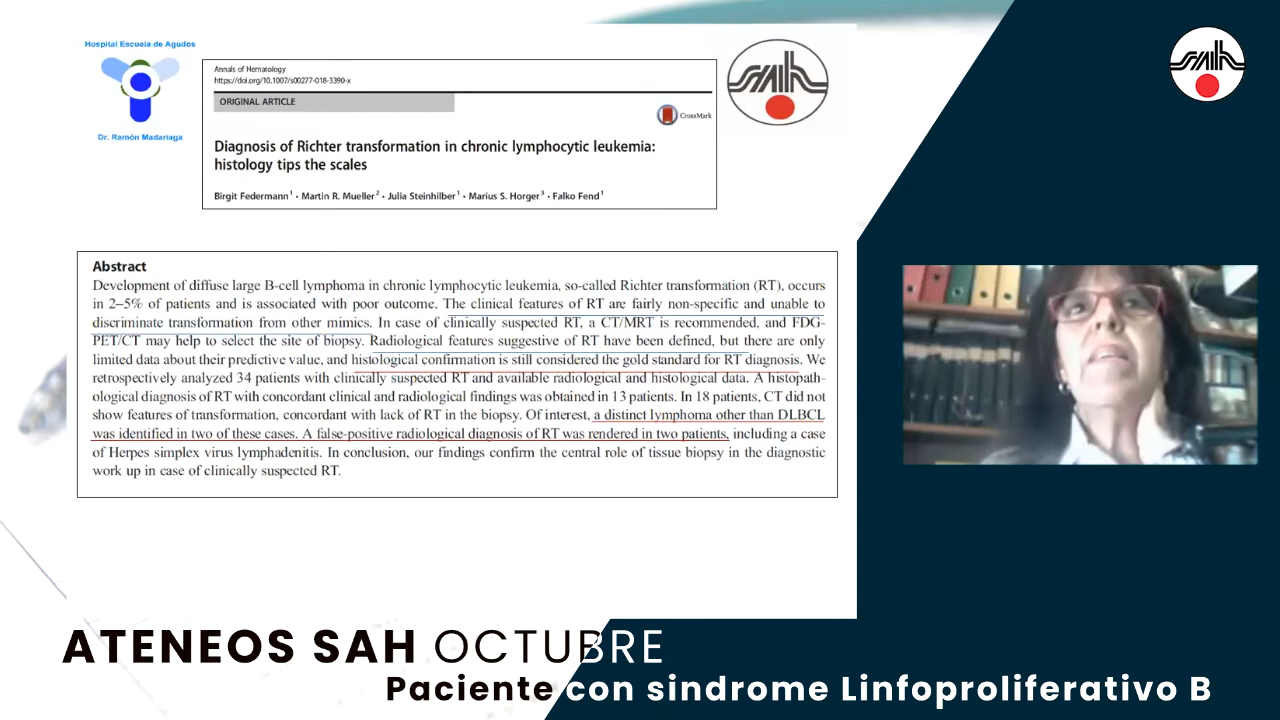 Hospital Escuela de Agudos
Dr. Ramón Madariaga
Annals of Hematology
https://doi.org/10.1007/s00277-018-3390-x
ORIGINAL ARTICLE
CrossMark
Diagnosis of Richter transformation in chronic lymphocytic leukemia:
histology tips the scales
Birgit Federmann1 • Martin R. Mueller2 • Julia Steinhilber1 • Marius S. Horger3 • Falko Fend1
sah
sah
Abstract
Development of diffuse large B-cell lymphoma in chronic lymphocytic leukemia, so-called Richter transformation (RT), occurs
in 2–5% of patients and is associated with poor outcome. The clinical features of RT are fairly non-specific and unable to
discriminate transformation from other mimics. In case of clinically suspected RT, a CT/MRT is recommended, and FDG-
PET/CT may help to select the site of biopsy. Radiological features suggestive of RT have been defined, but there are only
limited data about their predictive value, and histological confirmation is still considered the gold standard for RT diagnosis. We
retrospectively analyzed 34 patients with clinically suspected RT and available radiological and histological data. A histopath-
ological diagnosis of RT with concordant clinical and radiological findings was obtained in 13 patients. In 18 patients, CT did not
show features of transformation, concordant with lack of RT in the biopsy. Of interest, a distinct lymphoma other than DLBCL
was identified in two of these cases. A false-positive radiological diagnosis of RT was rendered in two patients, including a case
of Herpes simplex virus lymphadenitis. In conclusion, our findings confirm the central role of tissue biopsy in the diagnostic
work up in case of clinically suspected RT.
ATENEOS SAH OCTUBRE
Paciente con sindrome Linfoproliferativo B